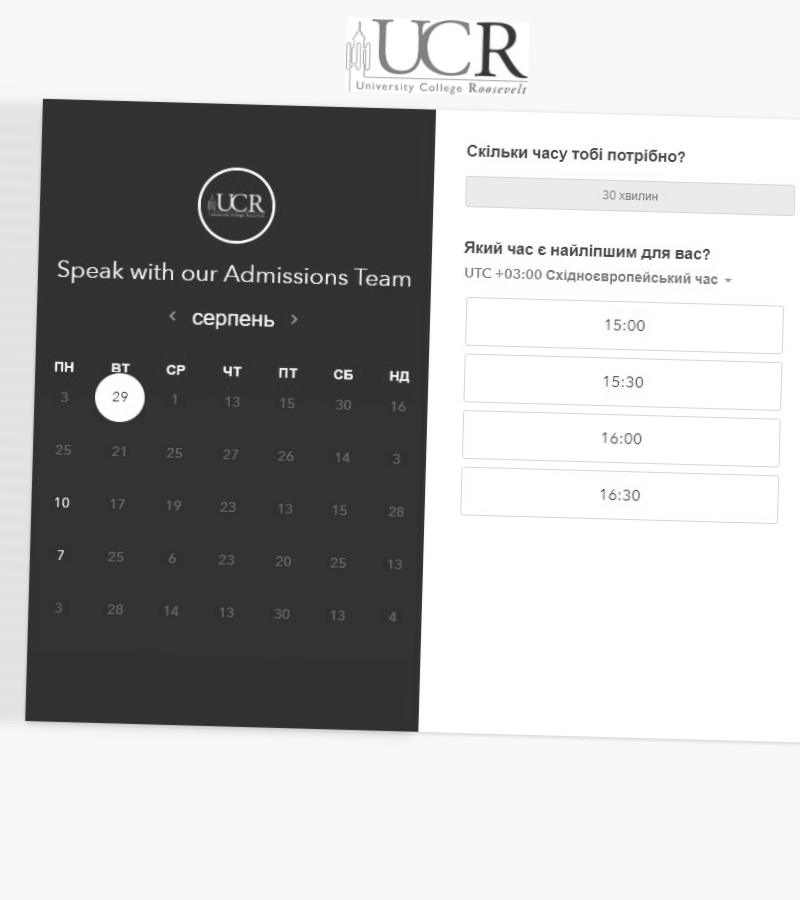 UCR
University College Roosevelt
UCR
University College Roosevelt
Speak with our Admissions Team
серпень
ПН ВТ СР ЧТ ПТ СБ НД
3 29 1 13 15 30 16
25 21 25 27 26 14 3
10 17 19 23 13 15 28
7 25 6 23 20 25 13
3 28 14 13 30 13 4
Скільки часу тобі потрібно?
30 хвилин
Який час є найліпшим для вас?
UTC +03:00 Східноєвропейський час
15:00
15:30
16:00
16:30